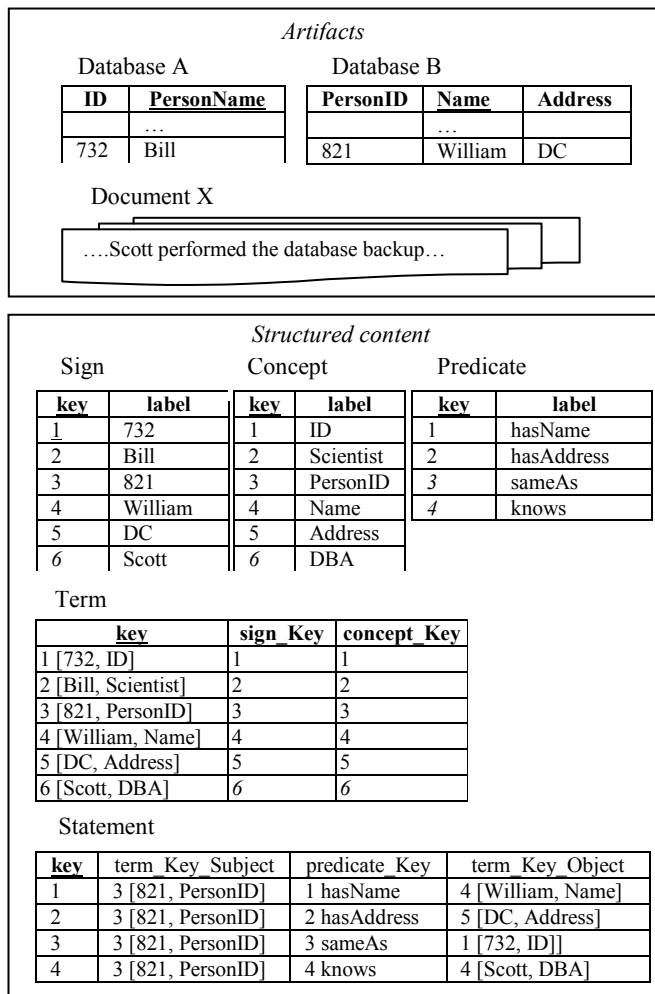 Artifacts
Database A Database B
ID PersonName PersonID Name Address
… …
732 Bill 821 William DC
Document X
….Scott performed the database backup…
Structured content
Sign Concept Predicate
key label key label key label
1 732 1 ID 1 hasName
2 Bill 2 Scientist 2 hasAddress
3 821 3 PersonID 3 sameAs
4 William 4 Name 4 knows
5 DC 5 Address
6 Scott 6 DBA
Term
key sign_Key concept_Key
1 [732, ID] 1 1
2 [Bill, Scientist] 2 2
3 [821, PersonID] 3 3
4 [William, Name] 4 4
5 [DC, Address] 5 5
6 [Scott, DBA] 6 6
Statement
key term_Key_Subject predicate_Key term_Key_Object
1 3 [821, PersonID] 1 hasName 4 [William, Name]
2 3 [821, PersonID] 2 hasAddress 5 [DC, Address]
3 3 [821, PersonID] 3 sameAs 1 [732, ID]]
4 3 [821, PersonID] 4 knows 4 [Scott, DBA]